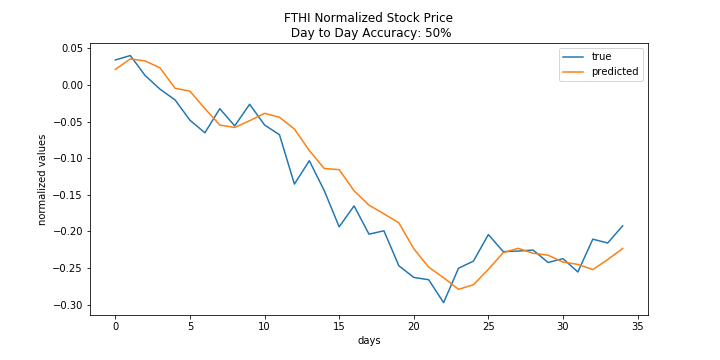 FTHI Normalized Stock Price
Day to Day Accuracy: 50%
true
predicted
normalized values
0.05
0.00
−0.05
−0.10
−0.15
−0.20
−0.25
−0.30
0 5 10 15 20 25 30 35
days